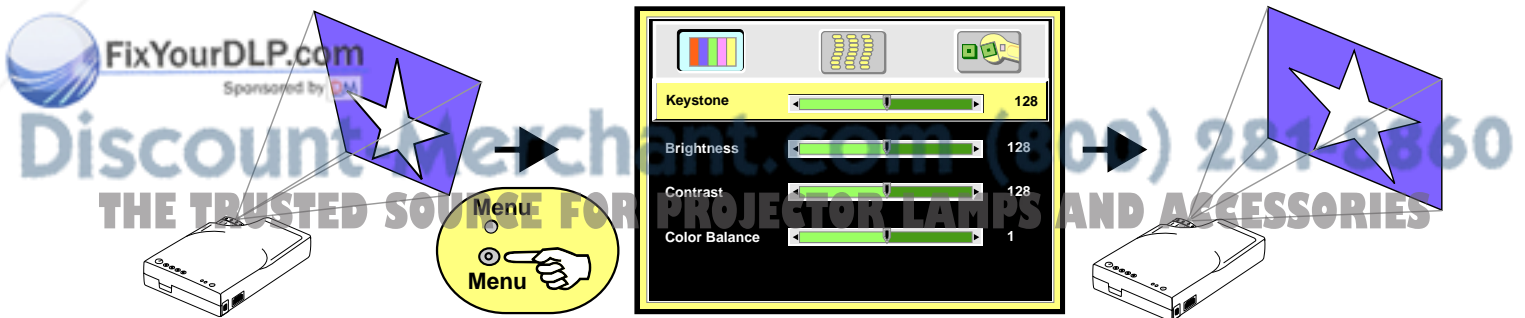 FixYourDLP.com
Sponsored by DM
Discount-Merchant.com (800) 281-8860
THE TRUSTED SOURCE FOR PROJECTOR LAMPS AND ACCESSORIES
Menu
Menu
Keystone 128
Brightness 128
Contrast 128
Color Balance 1